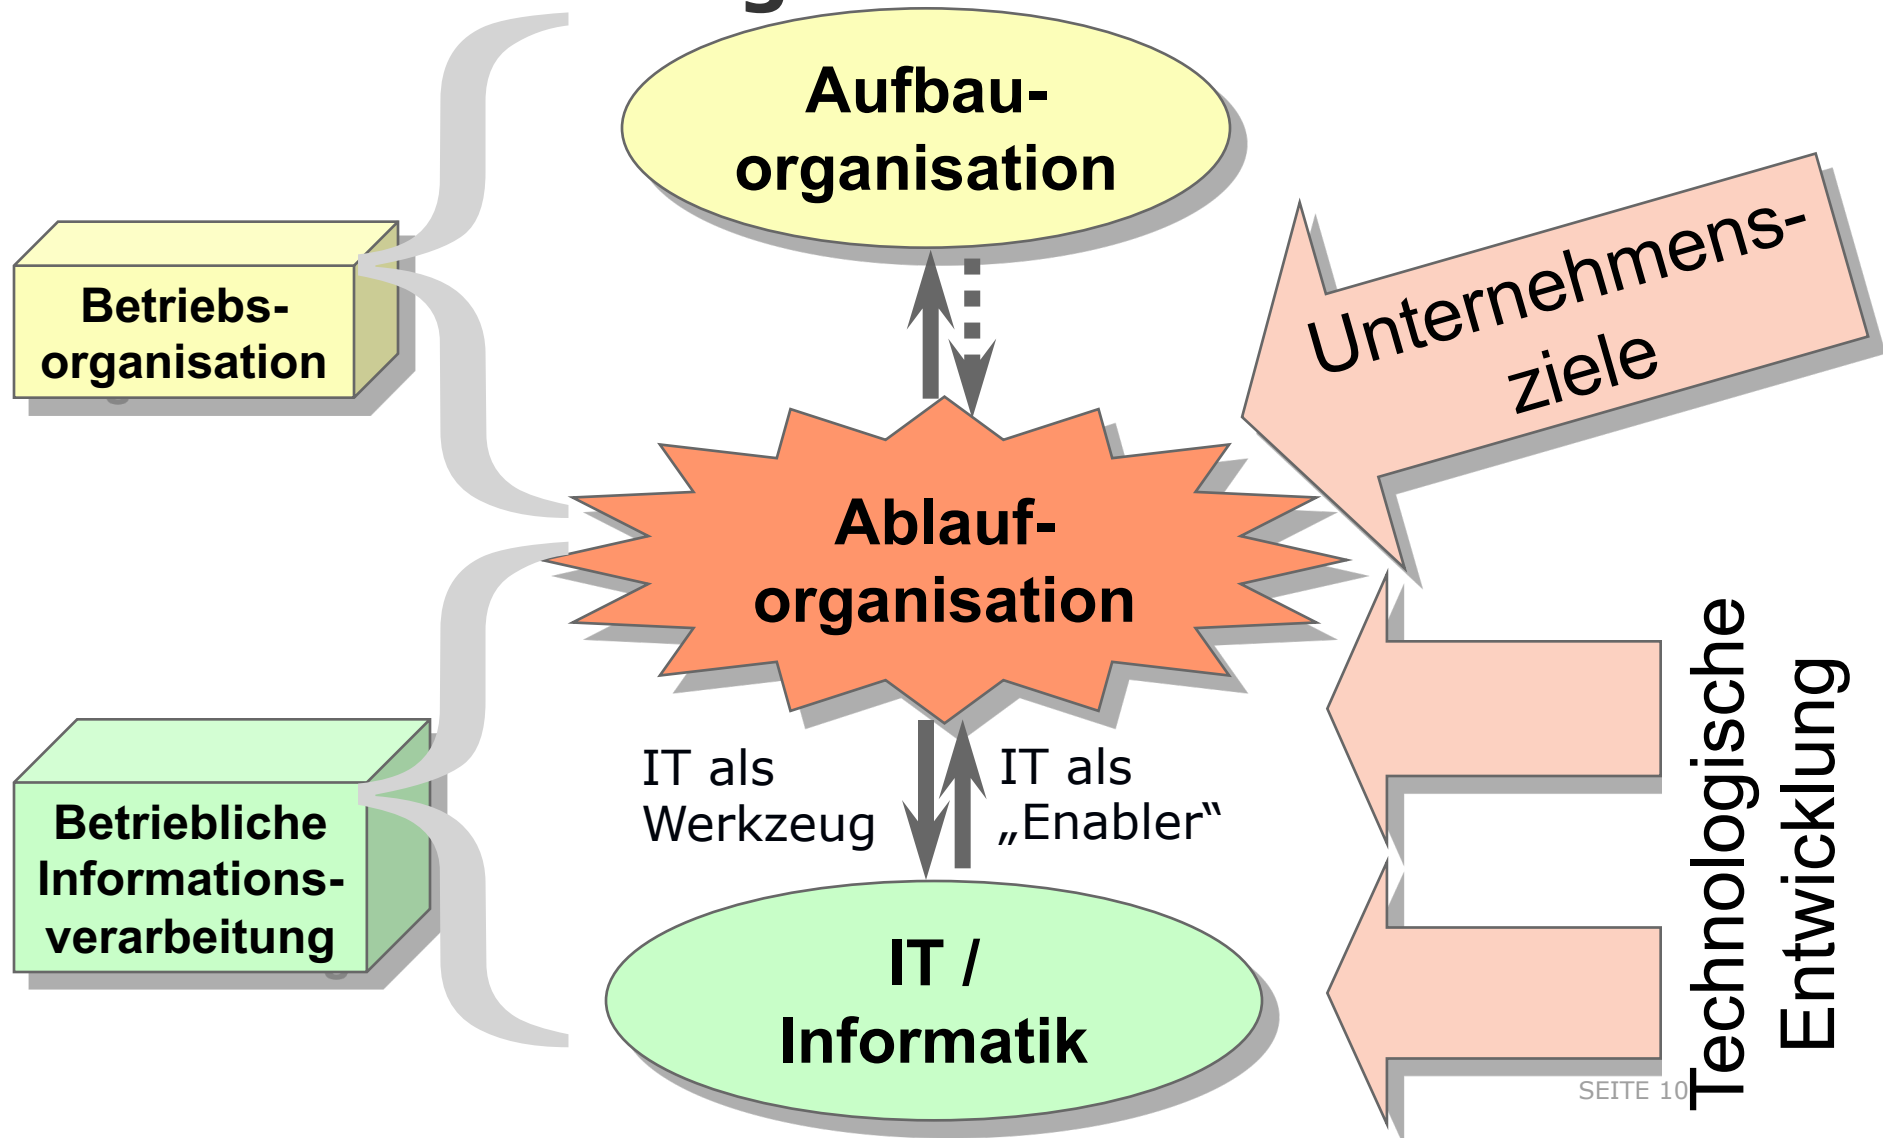 Aufbau-
organisation
Betriebs-
organisation
Unternehmens-
ziele
Ablauf-
organisation
IT als
Werkzeug
IT als
„Enabler“
Betriebliche
Informations-
verarbeitung
IT /
Informatik
Technologische
Entwicklung
SEITE 10